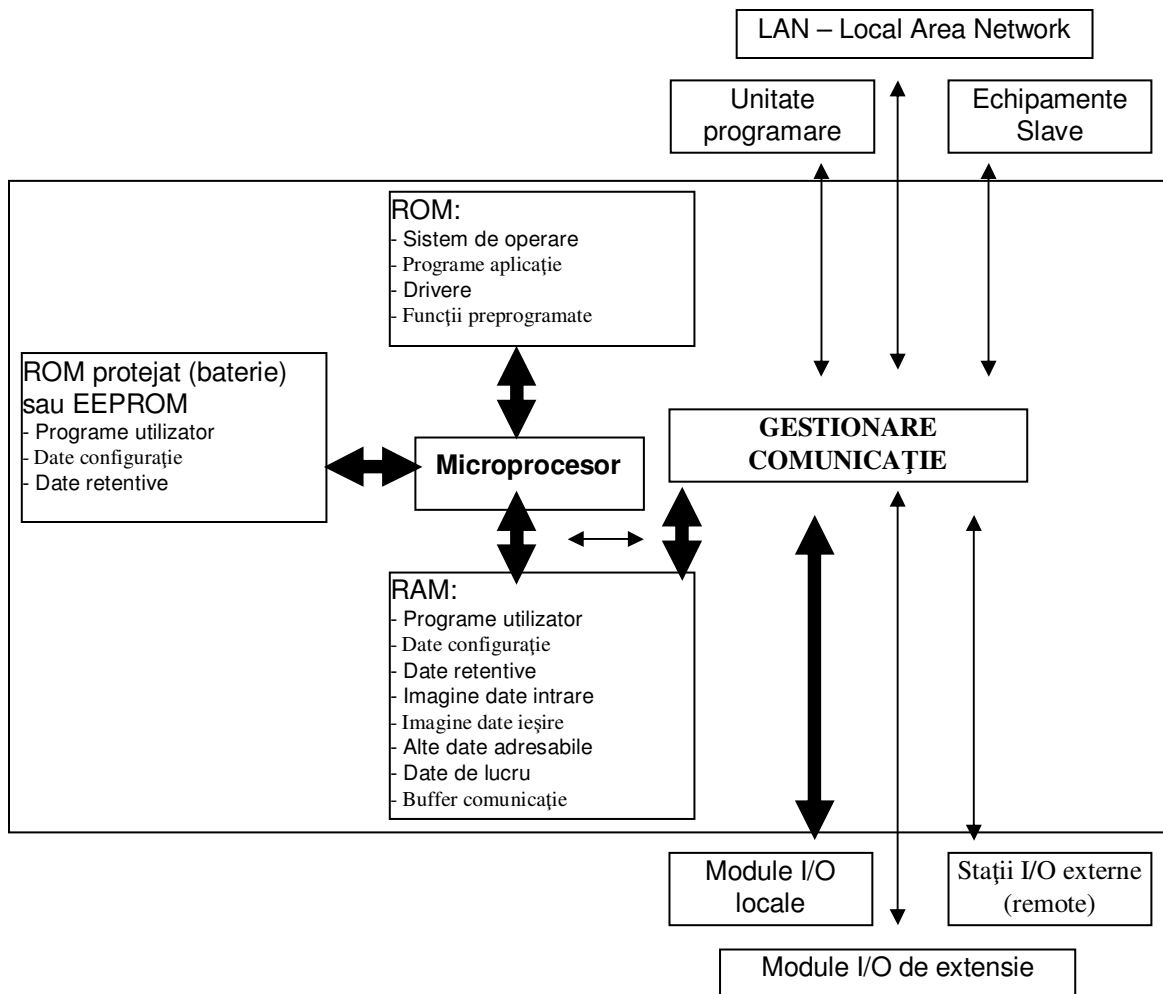 LAN – Local Area Network
Unitate
programare
Echipamente
Slave
ROM:
- Sistem de operare
- Programe aplicaţie
- Drivere
- Funcţii preprogramate
ROM protejat (baterie)
sau EEPROM
- Programe utilizator
- Date configuraţie
- Date retentive
Microprocesor
GESTIONARE
COMUNICAŢIE
RAM:
- Programe utilizator
- Date configuraţie
- Date retentive
- Imagine date intrare
- Imagine date ieşire
- Alte date adresabile
- Date de lucru
- Buffer comunicaţie
Module I/O
locale
Staţii I/O externe
(remote)
Module I/O de extensie